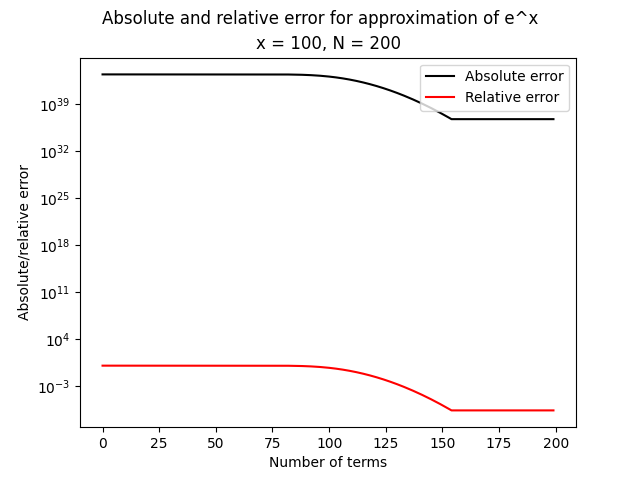 Absolute and relative error for approximation of e^x
x = 100, N = 200
Absolute error
Relative error
Absolute/relative error
10^39
10^32
10^25
10^18
10^11
10^4
10^−3
0 25 50 75 100 125 150 175 200
Number of terms